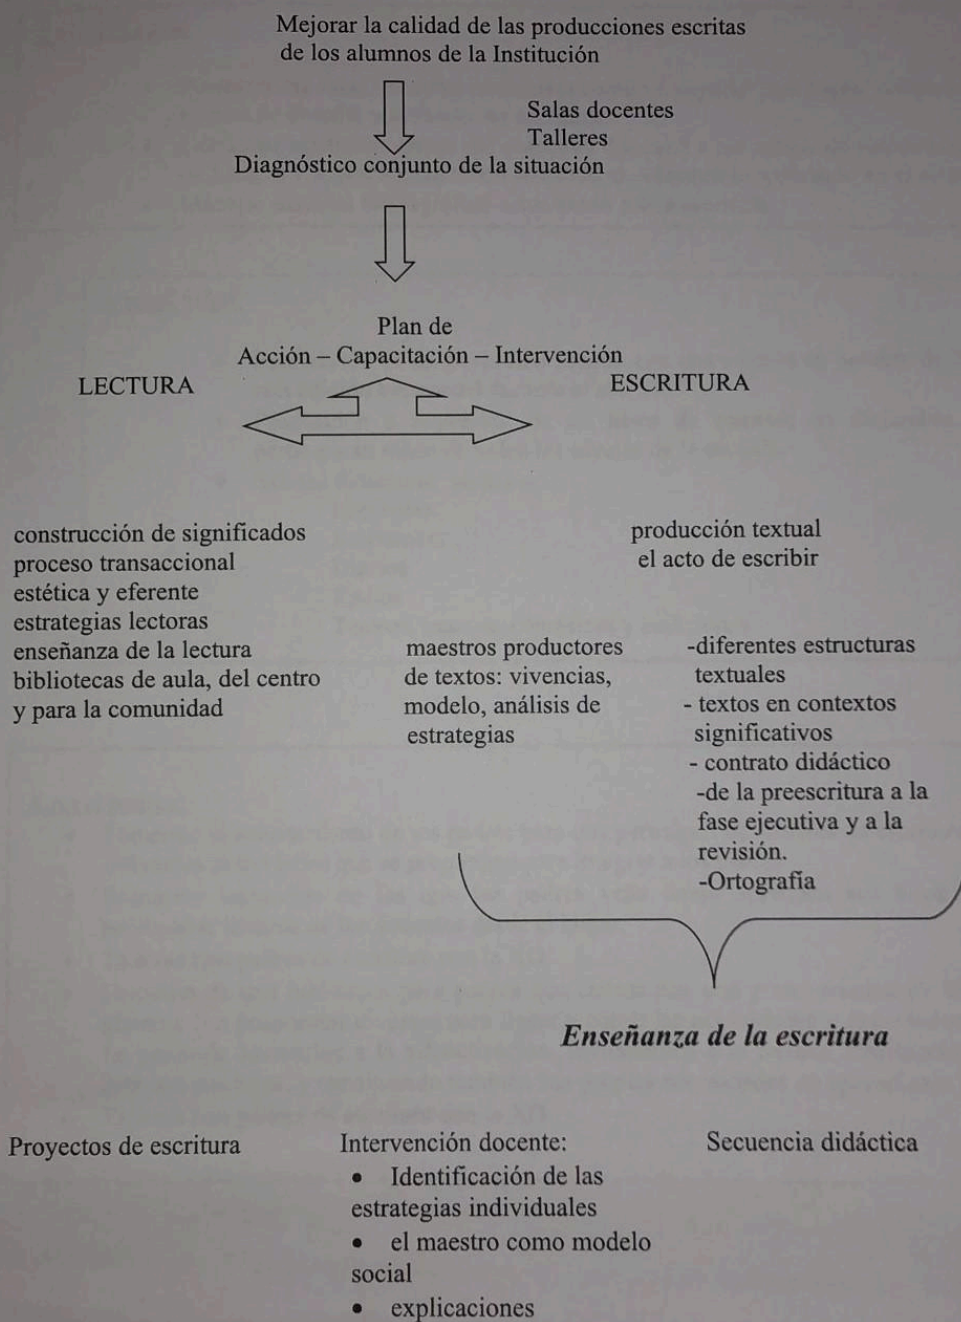 Mejorar la calidad de las producciones escritas
de los alumnos de la Institución
Salas docentes
Talleres
Diagnóstico conjunto de la situación
Plan de
Acción – Capacitación – Intervención
LECTURA
ESCRITURA
construcción de significados
proceso transaccional
estética y eferente
estrategias lectoras
enseñanza de la lectura
bibliotecas de aula, del centro
y para la comunidad
producción textual
el acto de escribir
maestros productores
de textos: vivencias,
modelo, análisis de
estrategias
-diferentes estructuras
textuales
- textos en contextos
significativos
- contrato didáctico
-de la preescritura a la
fase ejecutiva y a la
revisión.
-Ortografía
Enseñanza de la escritura
Proyectos de escritura
Intervención docente:
• Identificación de las
estrategias individuales
• el maestro como modelo
social
• explicaciones
Secuencia didáctica